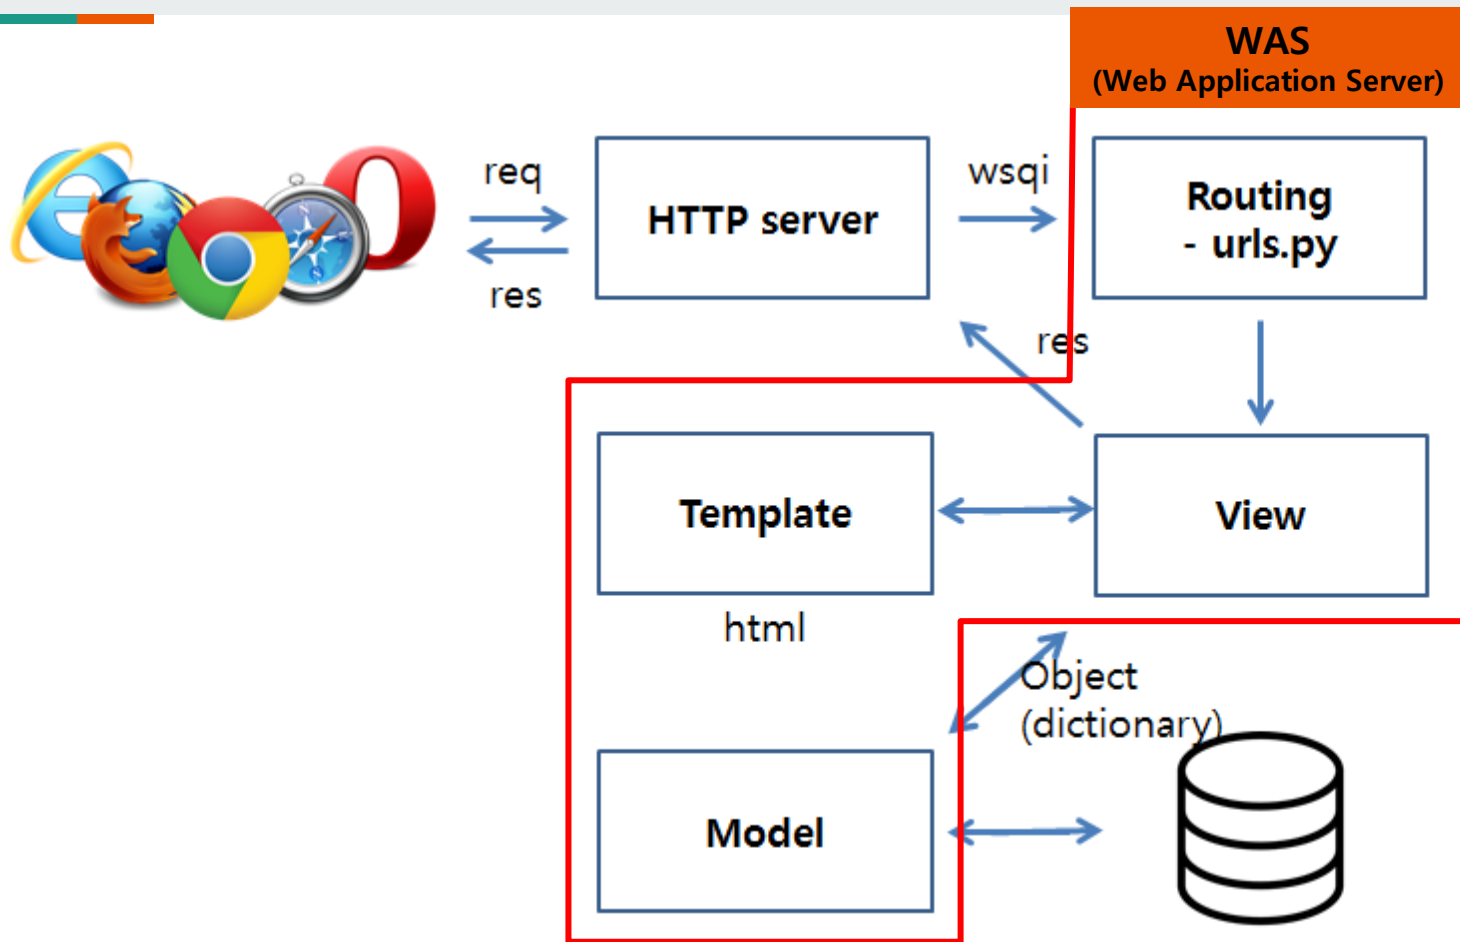 WAS
(Web Application Server)
req
HTTP server
wsqi
Routing
- urls.py
res
res
Template
View
html
Object
(dictionary)
Model